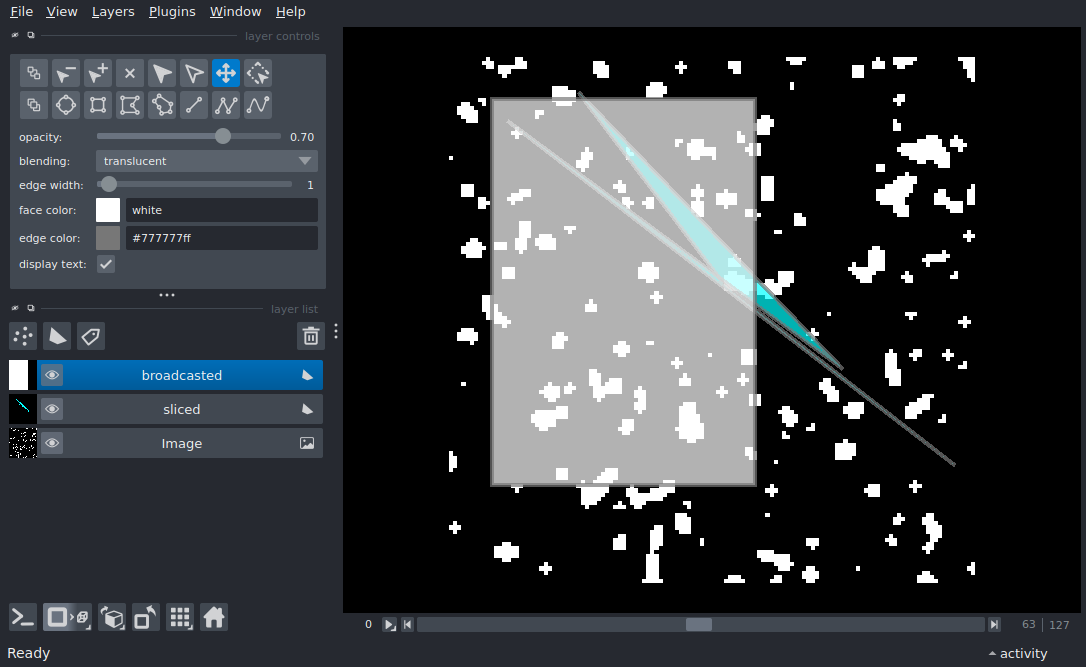 File View Layers Plugins Window Help
layer controls
opacity: 0.70
blending: translucent
edge width: 1
face color: white
edge color: #777777ff
display text:
layer list
broadcasted
sliced
Image
0 63 127
Ready activity